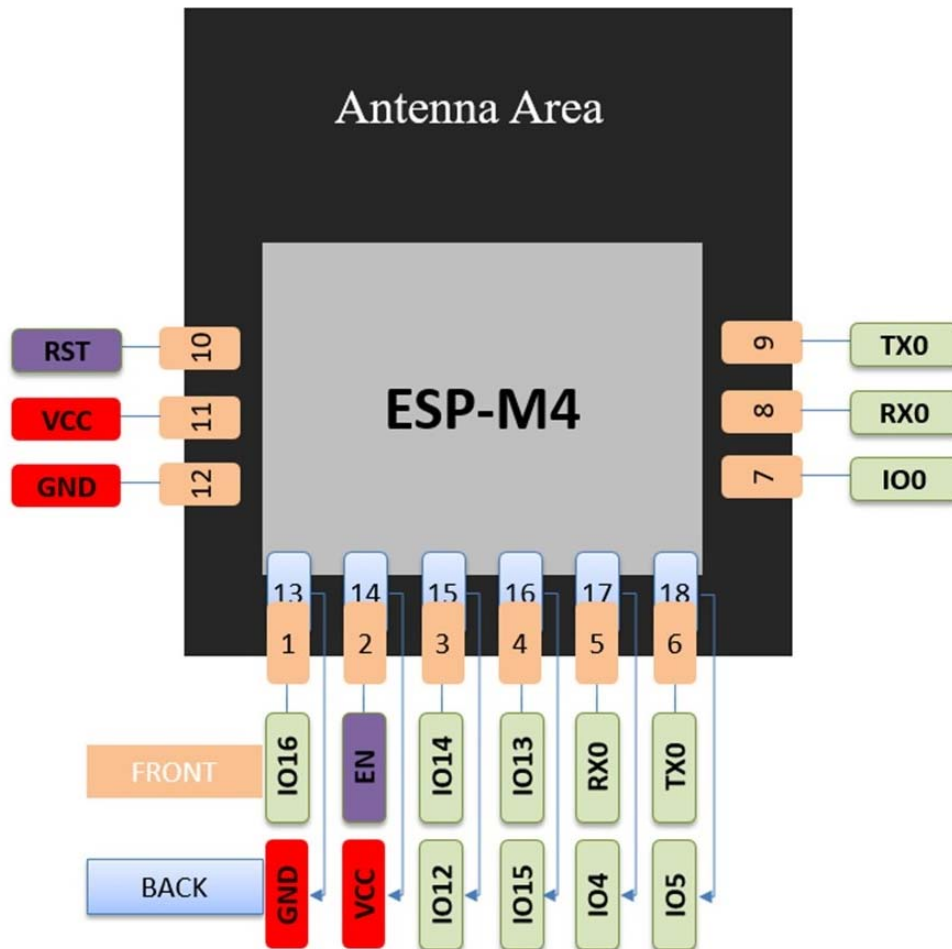 Antenna Area
RST
10
9
TX0
VCC
11
ESP-M4
8
RX0
GND
12
7
IO0
13
14
15
16
17
18
1
2
3
4
5
6
FRONT
IO16
EN
IO14
IO13
RX0
TX0
BACK
GND
VCC
IO12
IO15
IO4
IO5